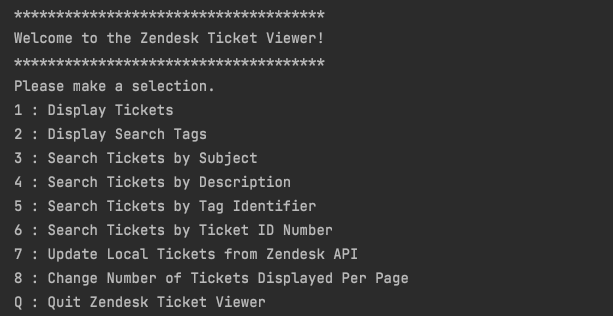 *************************************
Welcome to the Zendesk Ticket Viewer!
*************************************
Please make a selection.
1 : Display Tickets
2 : Display Search Tags
3 : Search Tickets by Subject
4 : Search Tickets by Description
5 : Search Tickets by Tag Identifier
6 : Search Tickets by Ticket ID Number
7 : Update Local Tickets from Zendesk API
8 : Change Number of Tickets Displayed Per Page
Q : Quit Zendesk Ticket Viewer